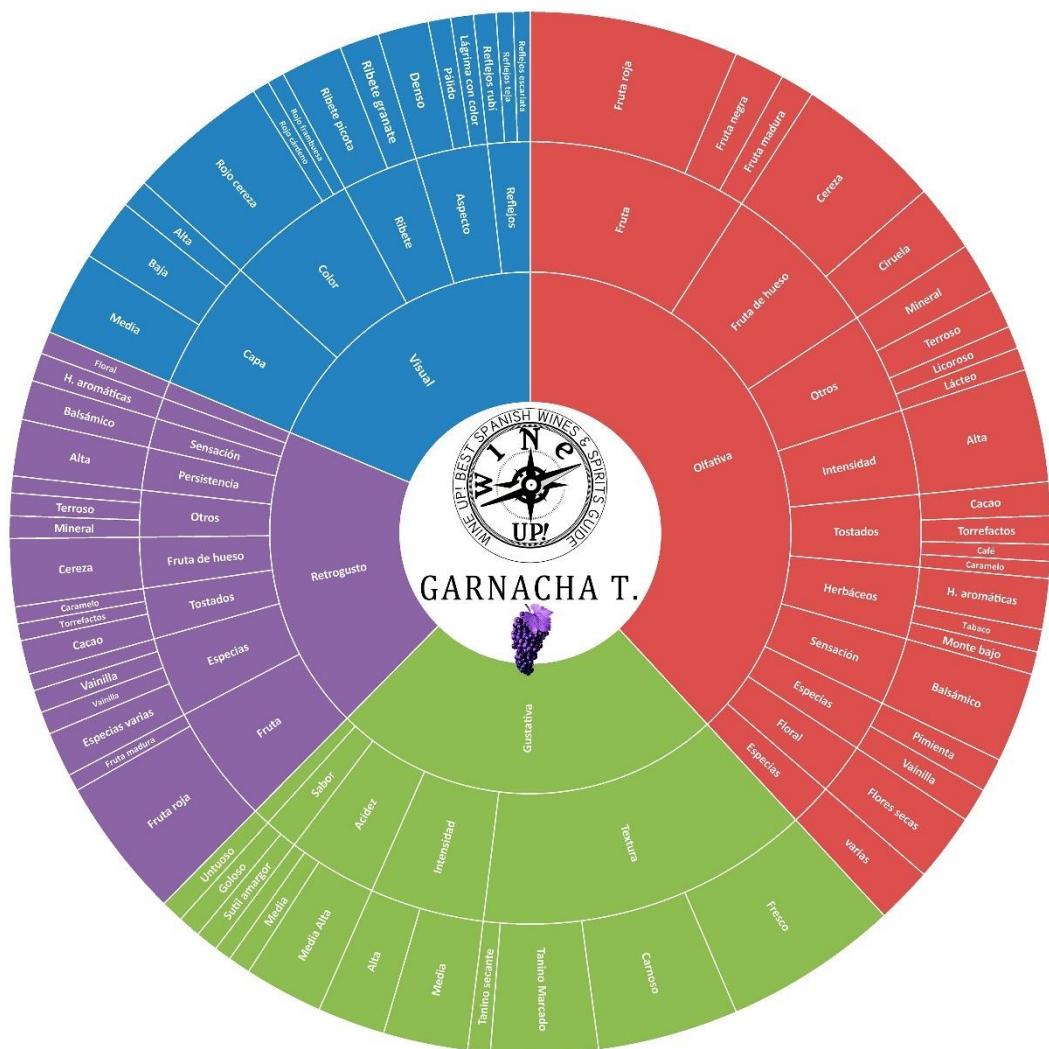 WINE UP! BEST SPANISH WINES & SPIRITS GUIDE
WINe
UP!
GARNACHA T.
Olfativa
Fruta
Fruta roja
Fruta negra
Fruta madura
Fruta de hueso
Cereza
Ciruela
Otros
Mineral
Terroso
Licoroso
Lácteo
Intensidad
Alta
Tostados
Cacao
Torrefactos
Café
Caramelo
Herbáceos
H. aromáticas
Tabaco
Monte bajo
Sensación
Balsámico
Especias
Pimienta
Vainilla
Floral
Flores secas
Especias
varias
Gustativa
Textura
Fresco
Carnoso
Tanino Marcado
Tanino secante
Intensidad
Media
Alta
Acidez
Media Alta
Media
Sabor
Sutil amargor
Goloso
Untuoso
Retrogusto
Fruta
Fruta roja
Fruta madura
Especias
Especias varias
Vainilla
Vainilla
Tostados
Cacao
Torrefactos
Caramelo
Fruta de hueso
Cereza
Otros
Mineral
Terroso
Persistencia
Alta
Sensación
Balsámico
H. aromáticas
Floral
Visual
Capa
Media
Baja
Alta
Color
Rojo cereza
Rojo cárdeno
Rojo frambuesa
Ribete
Ribete picota
Ribete granate
Aspecto
Denso
Pálido
Lágrima con color
Reflejos
Reflejos rubí
Reflejos teja
Reflejos escarlata